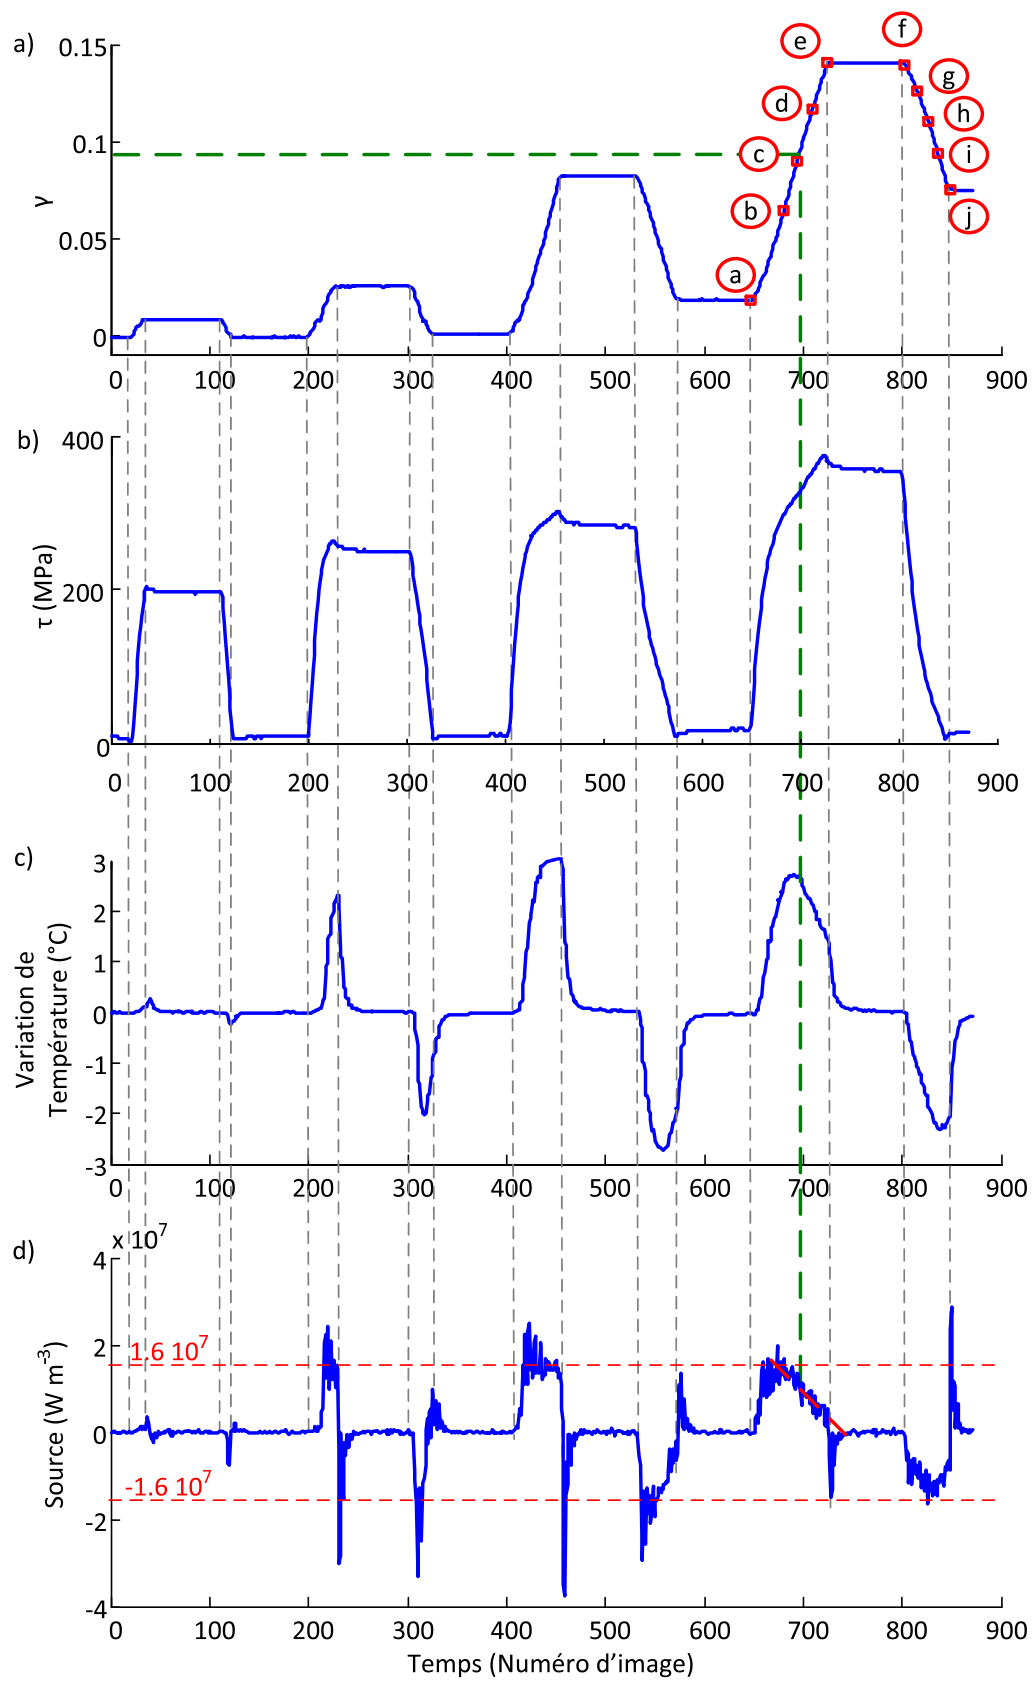 a)
0.15
0.1
0.05
0
γ
a
b
c
d
e
f
g
h
i
j
0 100 200 300 400 500 600 700 800 900
b)
400
200
0
τ (MPa)
0 100 200 300 400 500 600 700 800 900
c)
3
2
1
0
-1
-2
-3
Variation de
Température (°C)
0 100 200 300 400 500 600 700 800 900
d)
x 10⁷
4
2
0
-2
-4
Source (W m⁻³)
1.6 10⁷
-1.6 10⁷
0 100 200 300 400 500 600 700 800 900
Temps (Numéro d’image)